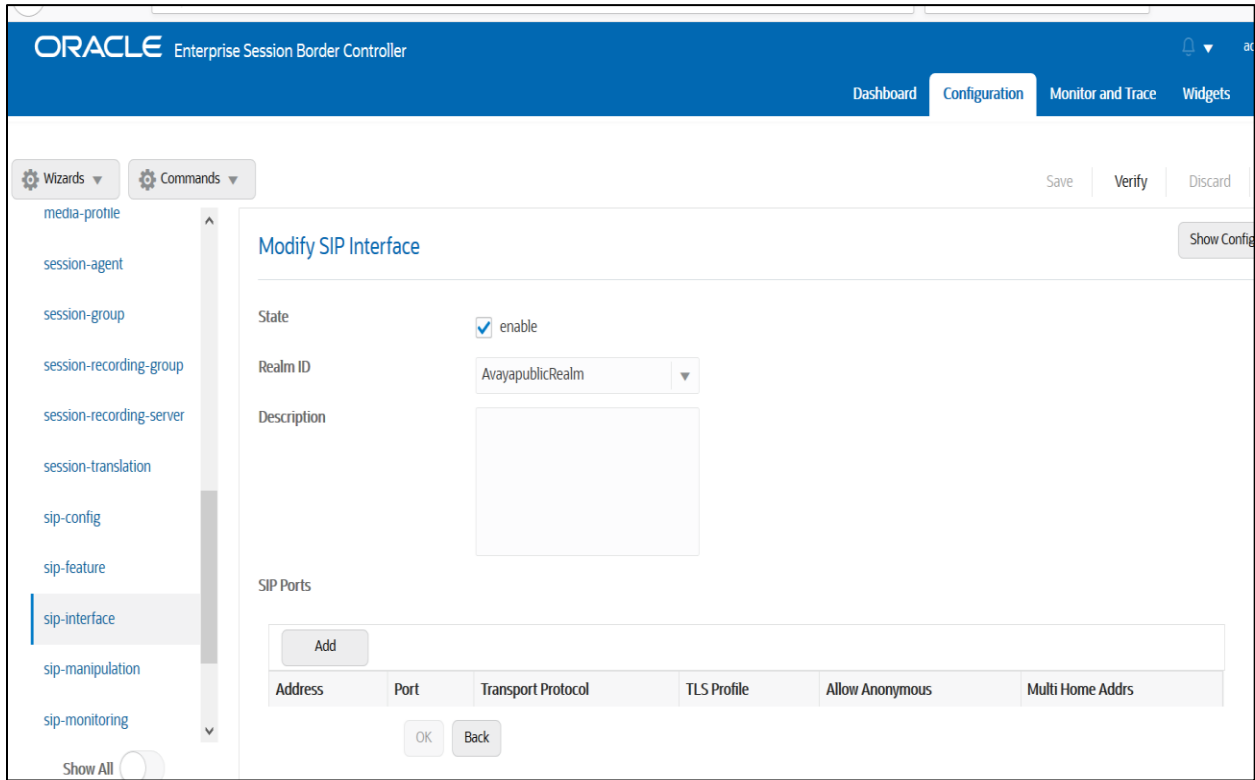 ORACLE Enterprise Session Border Controller
Dashboard Configuration Monitor and Trace Widgets
Wizards Commands Save Verify Discard
media-profile
session-agent
session-group
session-recording-group
session-recording-server
session-translation
sip-config
sip-feature
sip-interface
sip-manipulation
sip-monitoring
Show All
Modify SIP Interface
Show Config
State
enable
Realm ID
AvayapublicRealm
Description
SIP Ports
Add
Address Port Transport Protocol TLS Profile Allow Anonymous Multi Home Addrs
OK Back